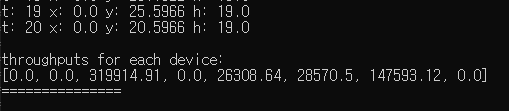 t: 19 x: 0.0 y: 25.5966 h: 19.0
t: 20 x: 0.0 y: 20.5966 h: 19.0
throughputs for each device:
[0.0, 0.0, 319914.91, 0.0, 26308.64, 28570.5, 147593.12, 0.0]
===============